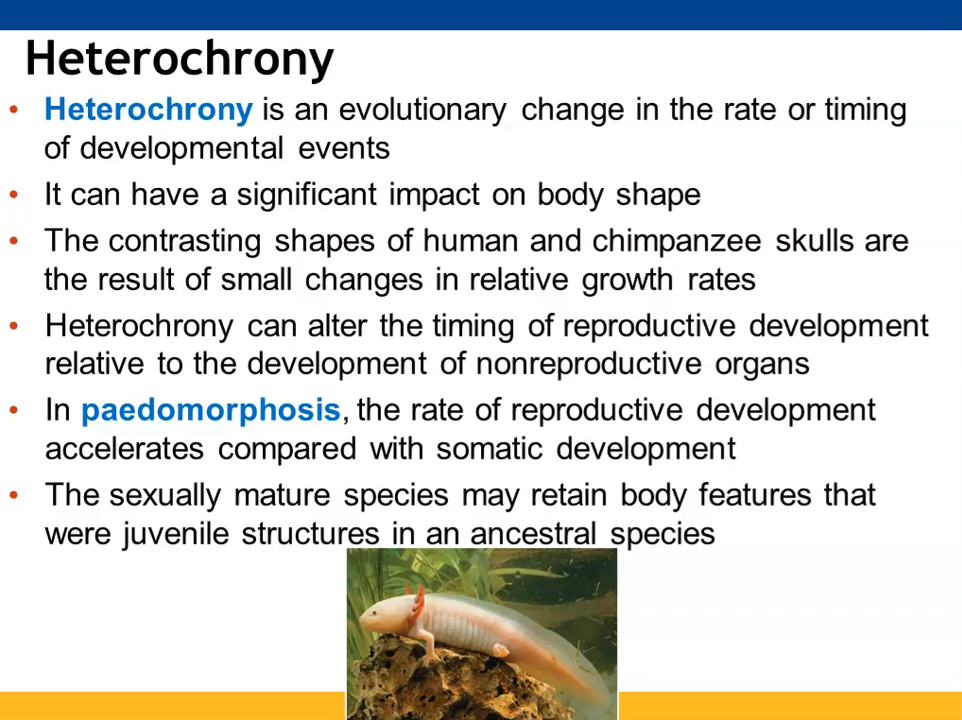 Heterochrony
• Heterochrony is an evolutionary change in the rate or timing
of developmental events
• It can have a significant impact on body shape
• The contrasting shapes of human and chimpanzee skulls are
the result of small changes in relative growth rates
• Heterochrony can alter the timing of reproductive development
relative to the development of nonreproductive organs
• In paedomorphosis, the rate of reproductive development
accelerates compared with somatic development
• The sexually mature species may retain body features that
were juvenile structures in an ancestral species